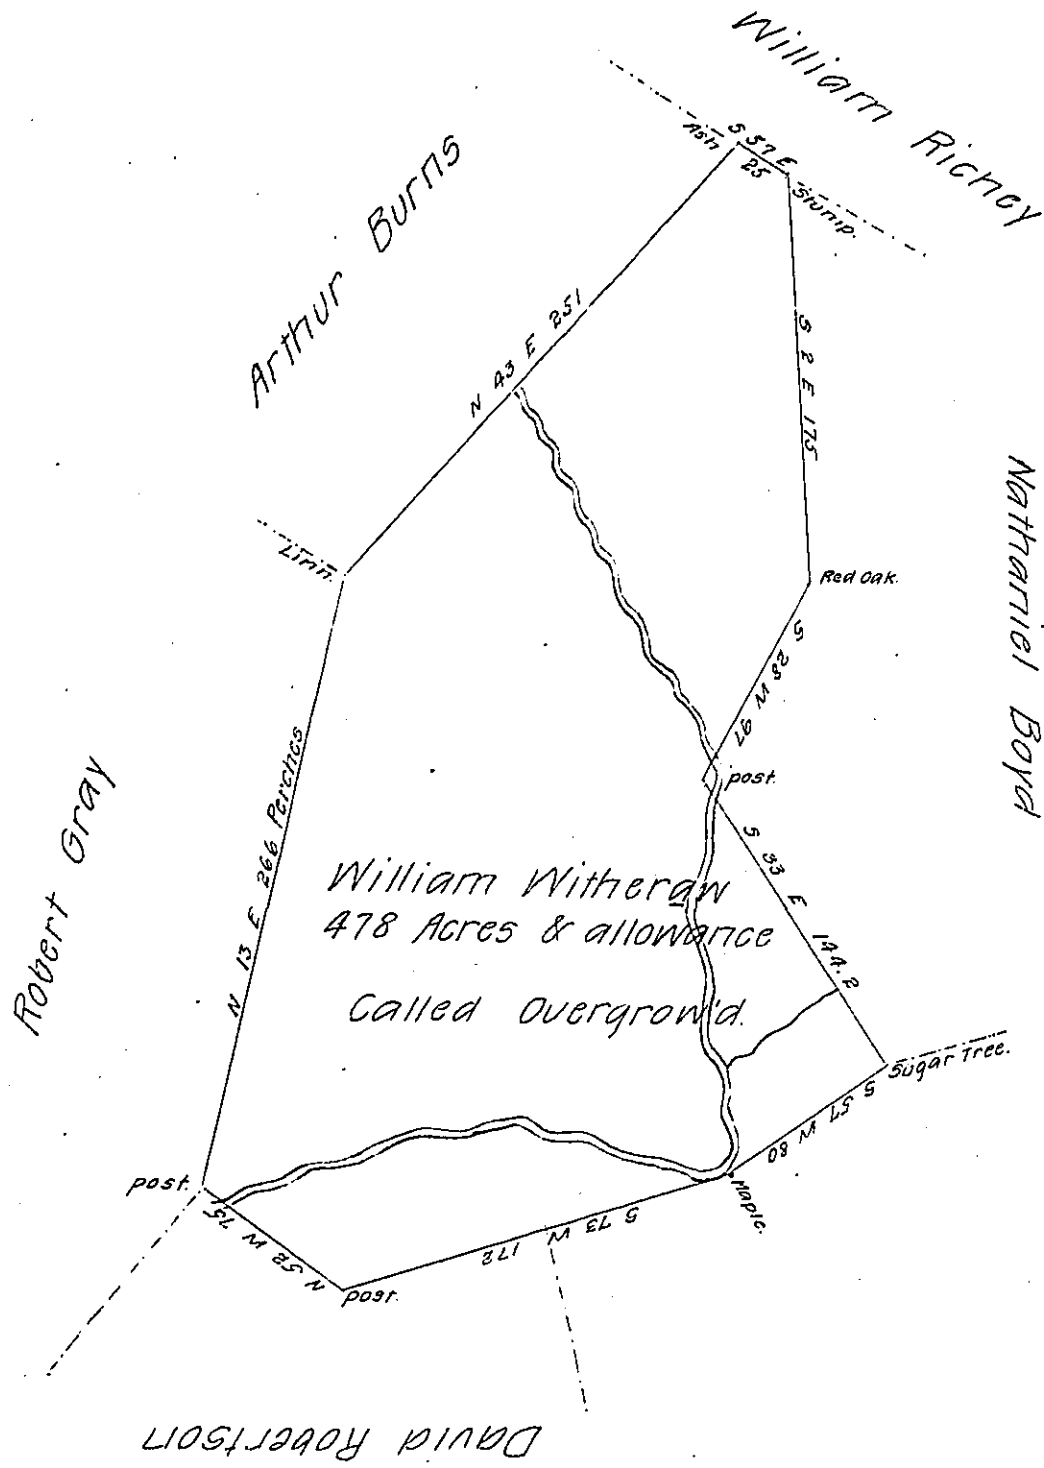 William Richey
Ash
S 57 E
25
Stump.
Arthur Burns
N 43 E 251
S 2 E 175
Nathaniel Boyd
Linn.
Red Oak.
S 28 W 97
post.
Robert Gray
N 13 E 266 Perches
S 33 E 144.2
William Witheraw
478 Acres & allowance
Called Overgrow'd.
Sugar Tree.
S 57 W 80
Maple.
post.
N 52 W 75
S 73 W 172
post.
David Robertson